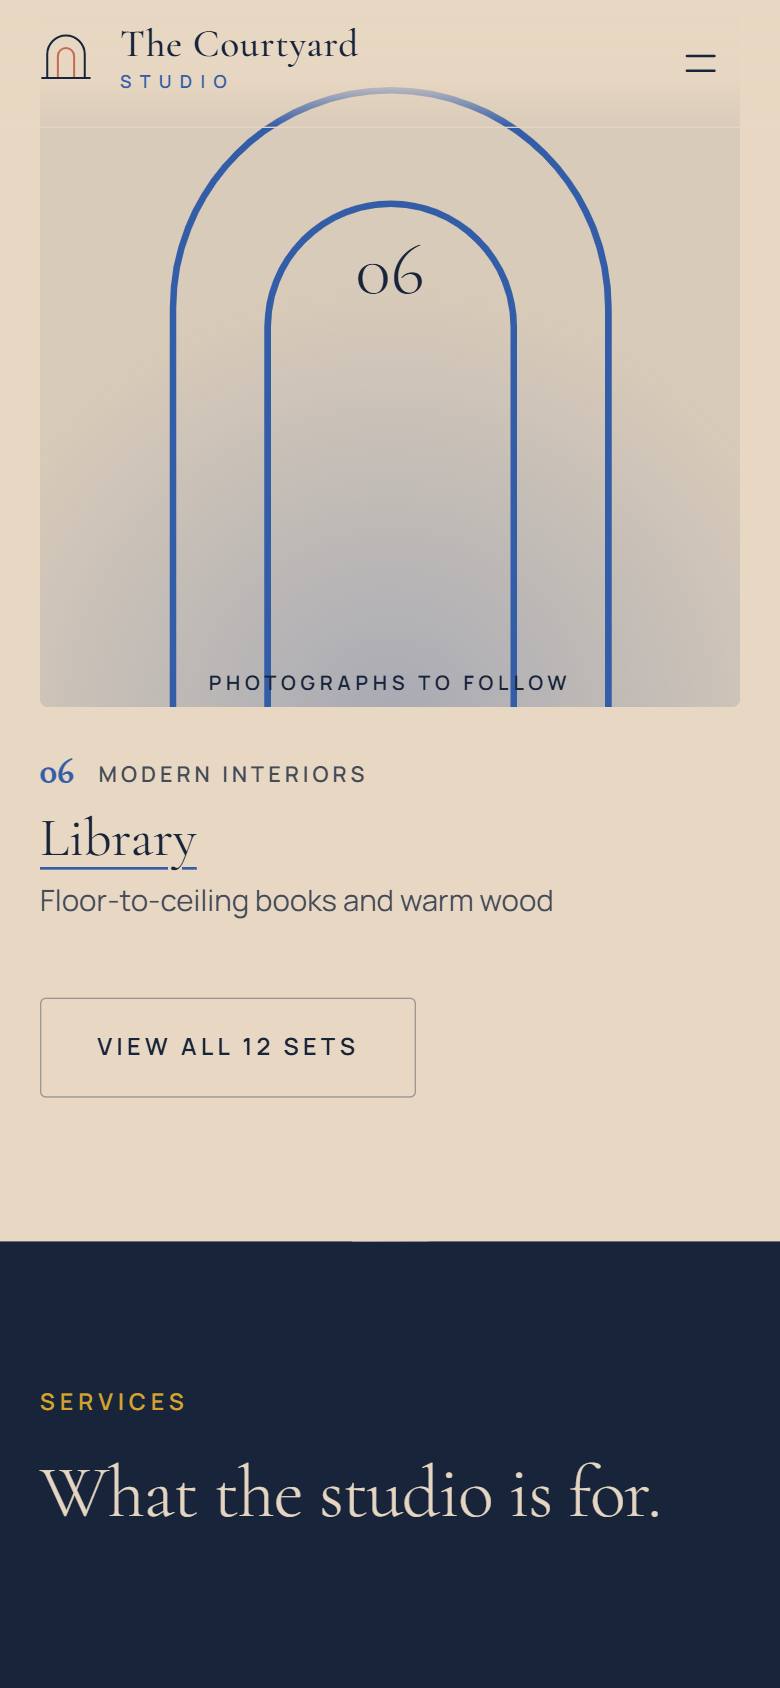 The Courtyard
STUDIO
06
PHOTOGRAPHS TO FOLLOW
06 MODERN INTERIORS
Library
Floor-to-ceiling books and warm wood
VIEW ALL 12 SETS
SERVICES
What the studio is for.